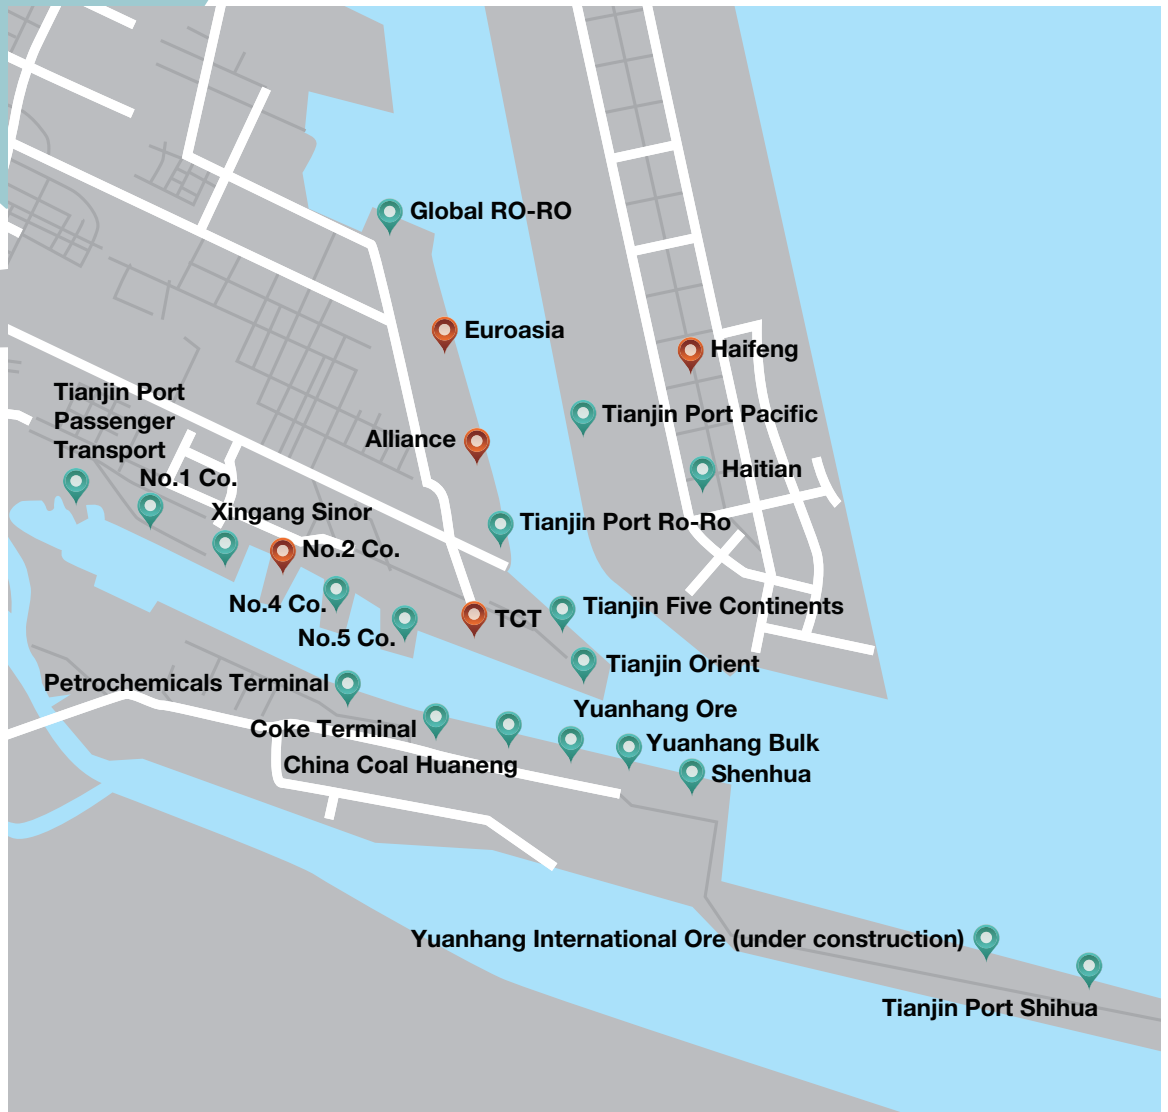 Global RO-RO
Euroasia
Haifeng
Tianjin Port
Passenger
Transport
Tianjin Port Pacific
Alliance
Haitian
No.1 Co.
Xingang Sinor
Tianjin Port Ro-Ro
No.2 Co.
No.4 Co.
Tianjin Five Continents
TCT
No.5 Co.
Tianjin Orient
Petrochemicals Terminal
Yuanhang Ore
Coke Terminal
Yuanhang Bulk
China Coal Huaneng
Shenhua
Yuanhang International Ore (under construction)
Tianjin Port Shihua